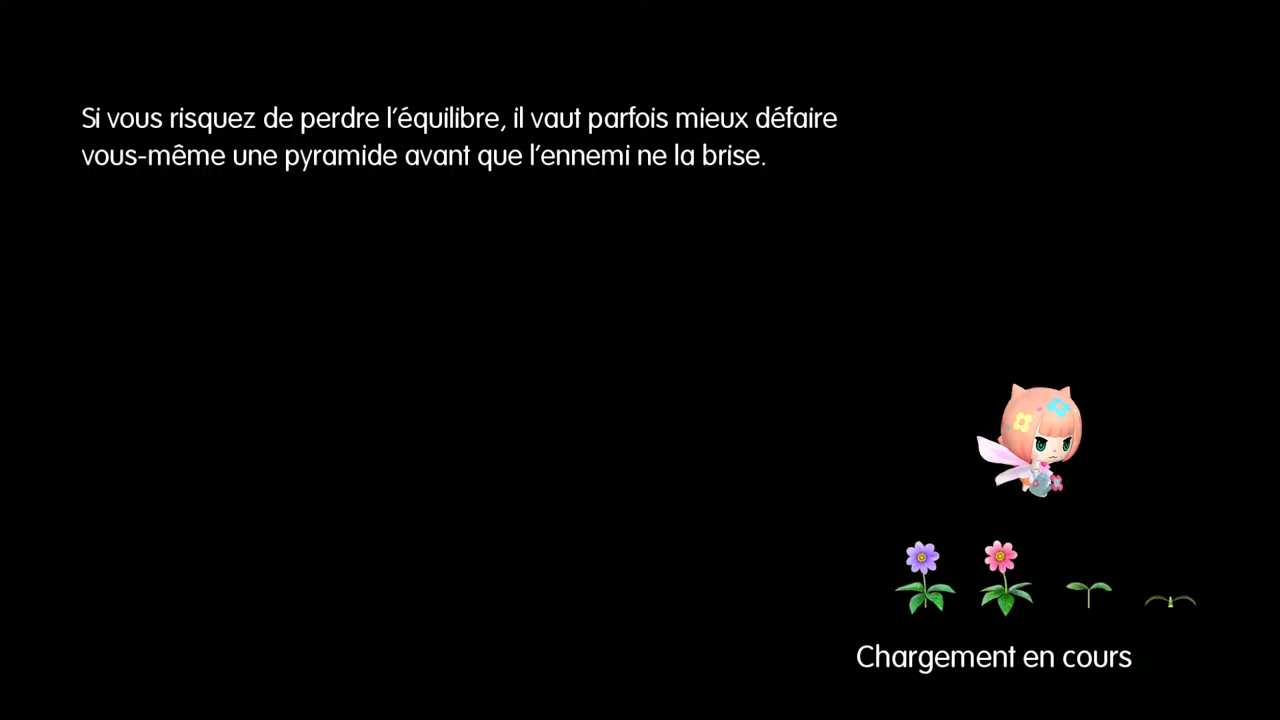 Si vous risquez de perdre l'équilibre, il vaut parfois mieux défaire
vous-même une pyramide avant que l'ennemi ne la brise.
Chargement en cours